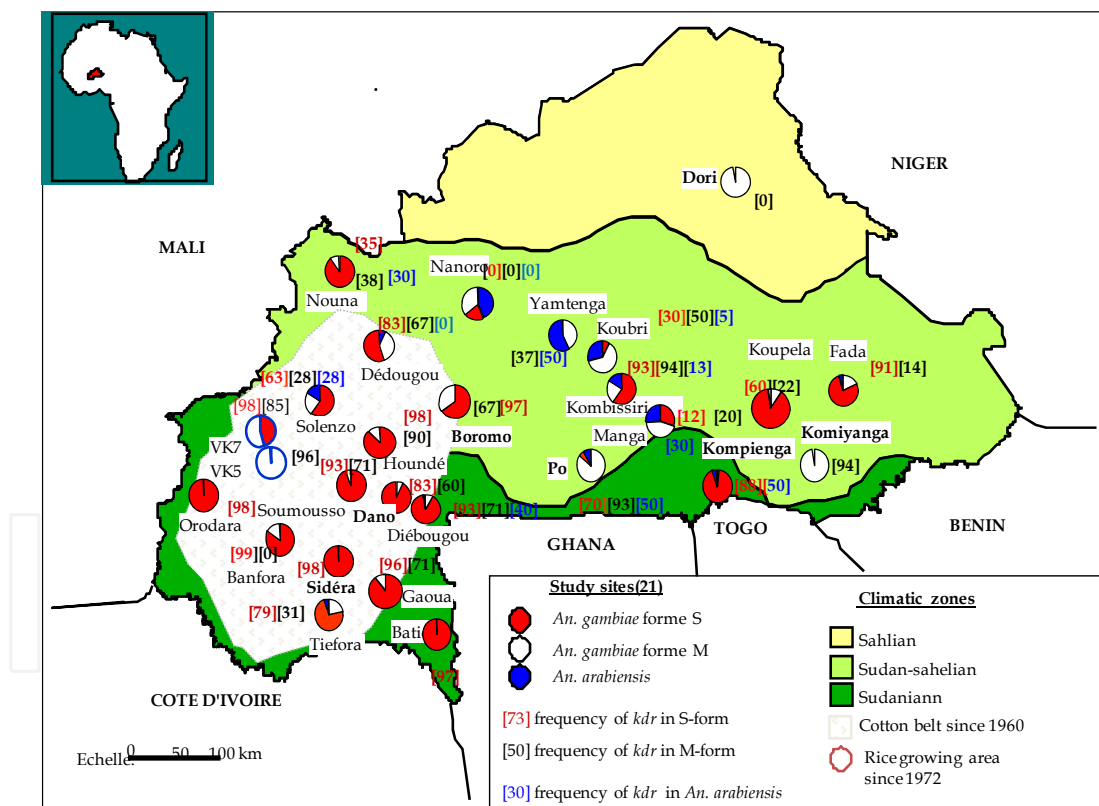 NIGER
Dori
[0]
MALI
[35]
Nanoro
[0][0][0]
[38] [30]
Nouna
Yamtenga
[30][50][5]
[83][67][0]
Koubri
[37][50]
Koupela
Fada
[93][94][13]
[91][14]
Dédougou
[63][28][28]
[60][22]
[98][85]
Solenzo
[98]
[67][97]
Kombissiri
[12] [20]
VK7
[90]
Boromo
Manga
[30]
Komiyanga
VK5
[96]
Houndé
Kompienga
[93][71]
Po
[94]
[83][60]
[68][50]
Orodara
[98]
Soumousso
Dano
[93][71][40]
[70][93][50]
Diébougou
TOGO
BENIN
GHANA
[99][0]
Banfora
[98]
[96][71]
Sidéra
Gaoua
[79][31]
Tiefora
Bati
[97]
COTE D'IVOIRE
Echelle:
0 50 100 km
Study sites(21)
An. gambiae forme S
An. gambiae forme M
An. arabiensis
[73] frequency of kdr in S-form
[50] frequency of kdr in M-form
[30] frequency of kdr in An. arabiensis
Climatic zones
Sahlian
Sudan-sahelian
Sudaniann
Cotton belt since 1960
Rice growing area
since 1972